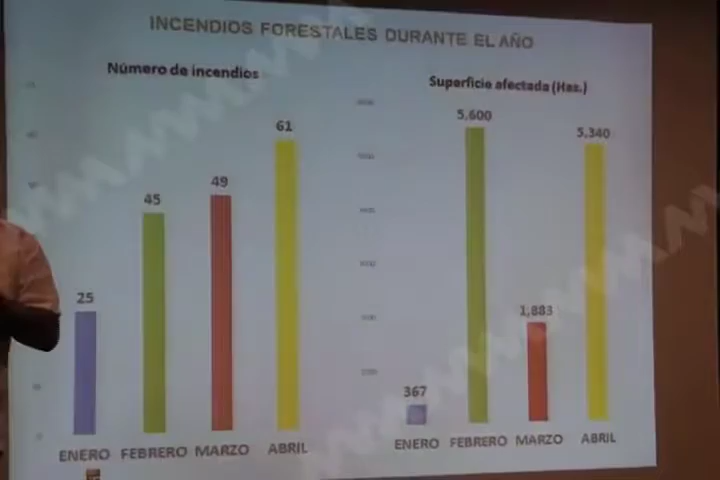 INCENDIOS FORESTALES DURANTE EL AÑO
Número de incendios
61
49
45
25
ENERO FEBRERO MARZO ABRIL
Superficie afectada (Has.)
5,600
5,340
1,883
367
ENERO FEBRERO MARZO ABRIL